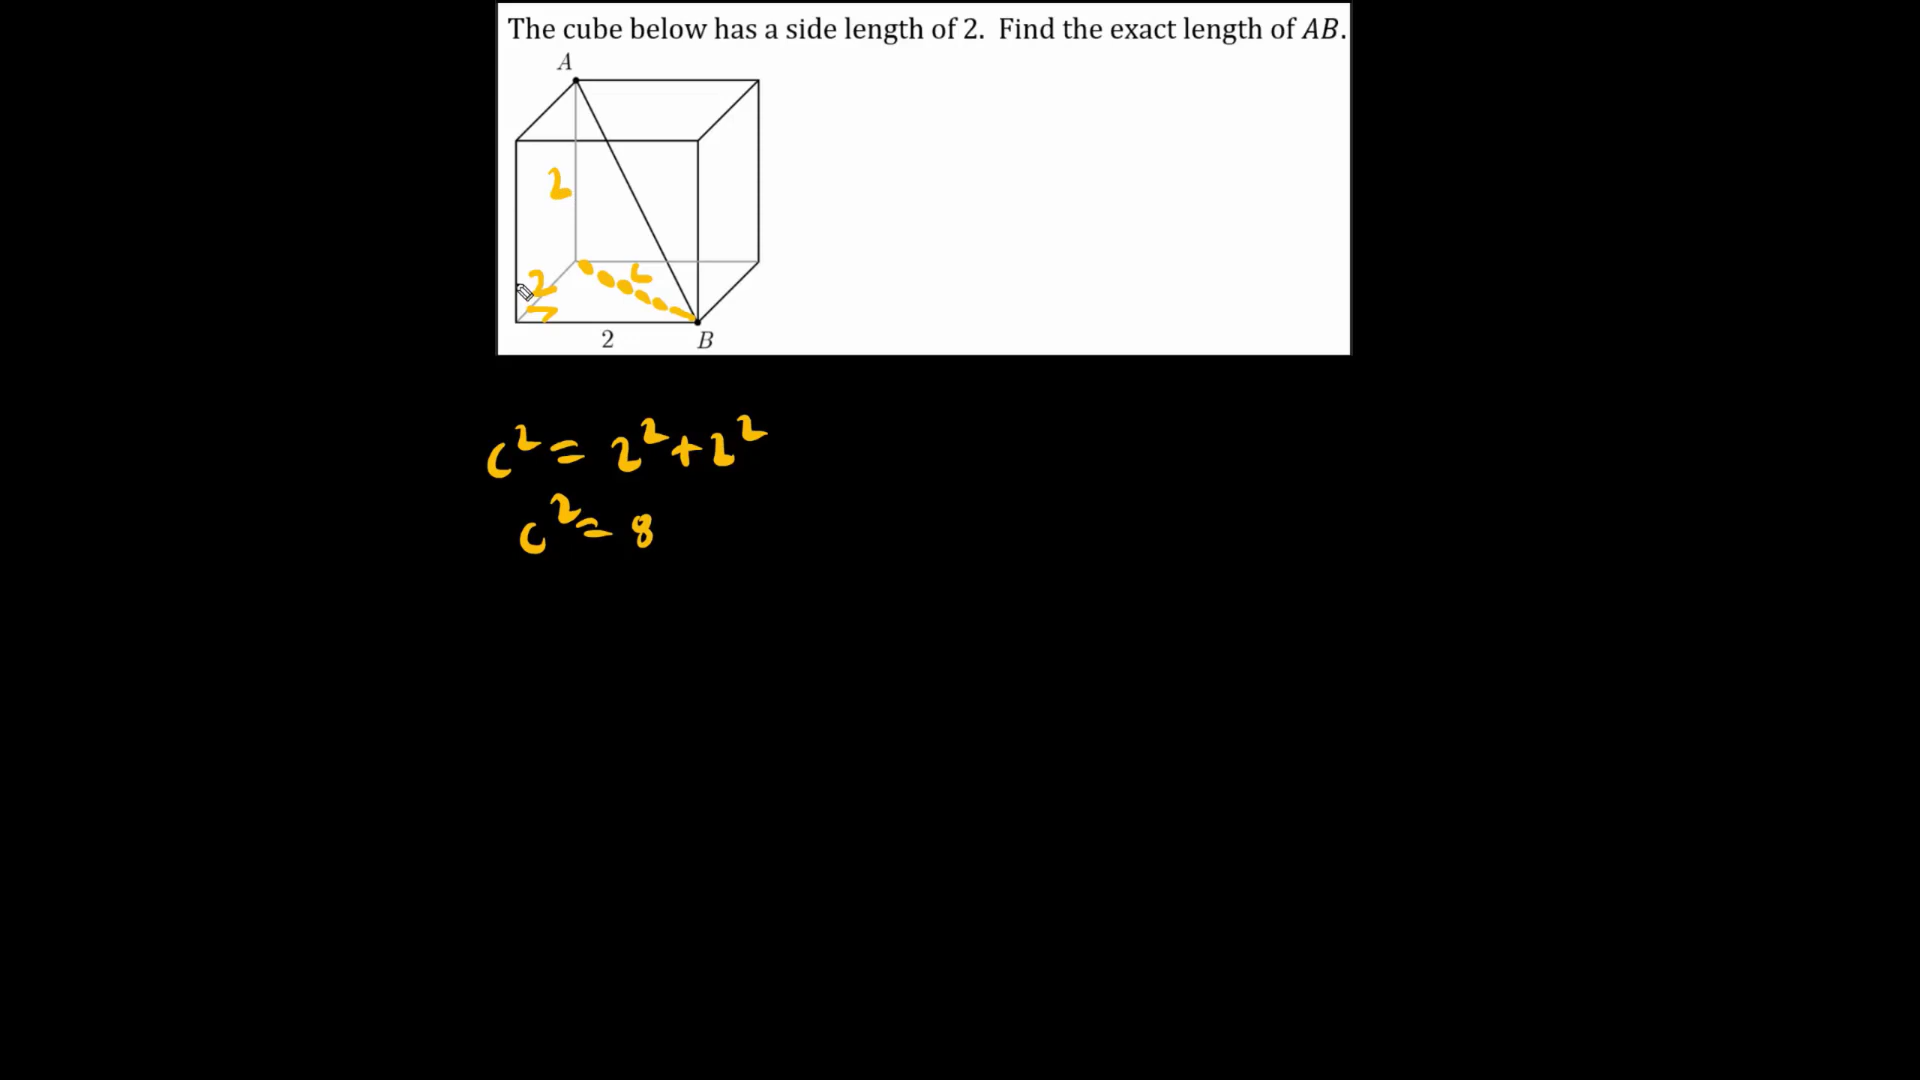 The cube below has a side length of 2. Find the exact length of AB.
A
2
2
c
2
B
c² = 2² + 2²
c² = 8